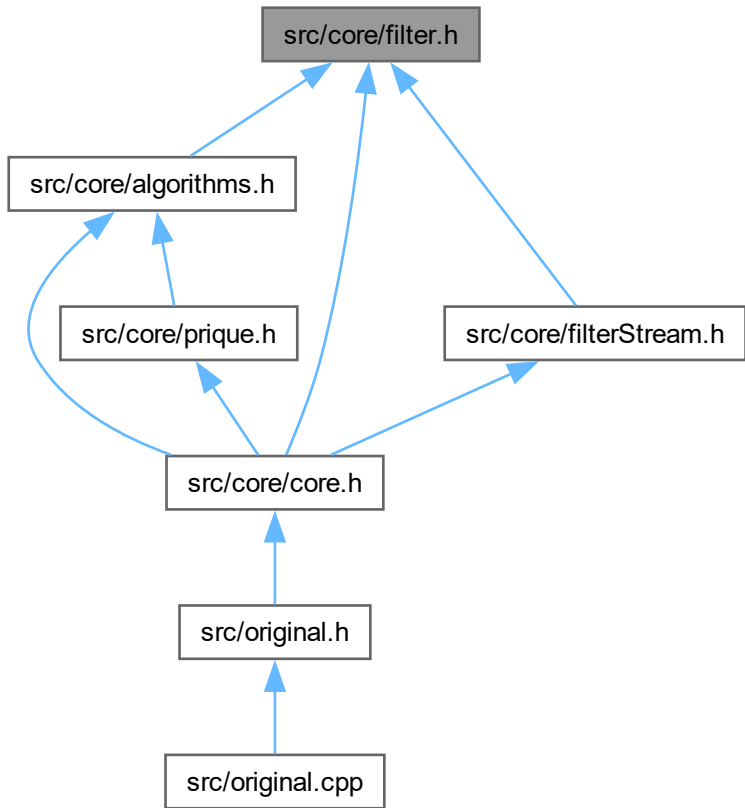 src/core/filter.h
src/core/algorithms.h
src/core/prique.h
src/core/filterStream.h
src/core/core.h
src/original.h
src/original.cpp